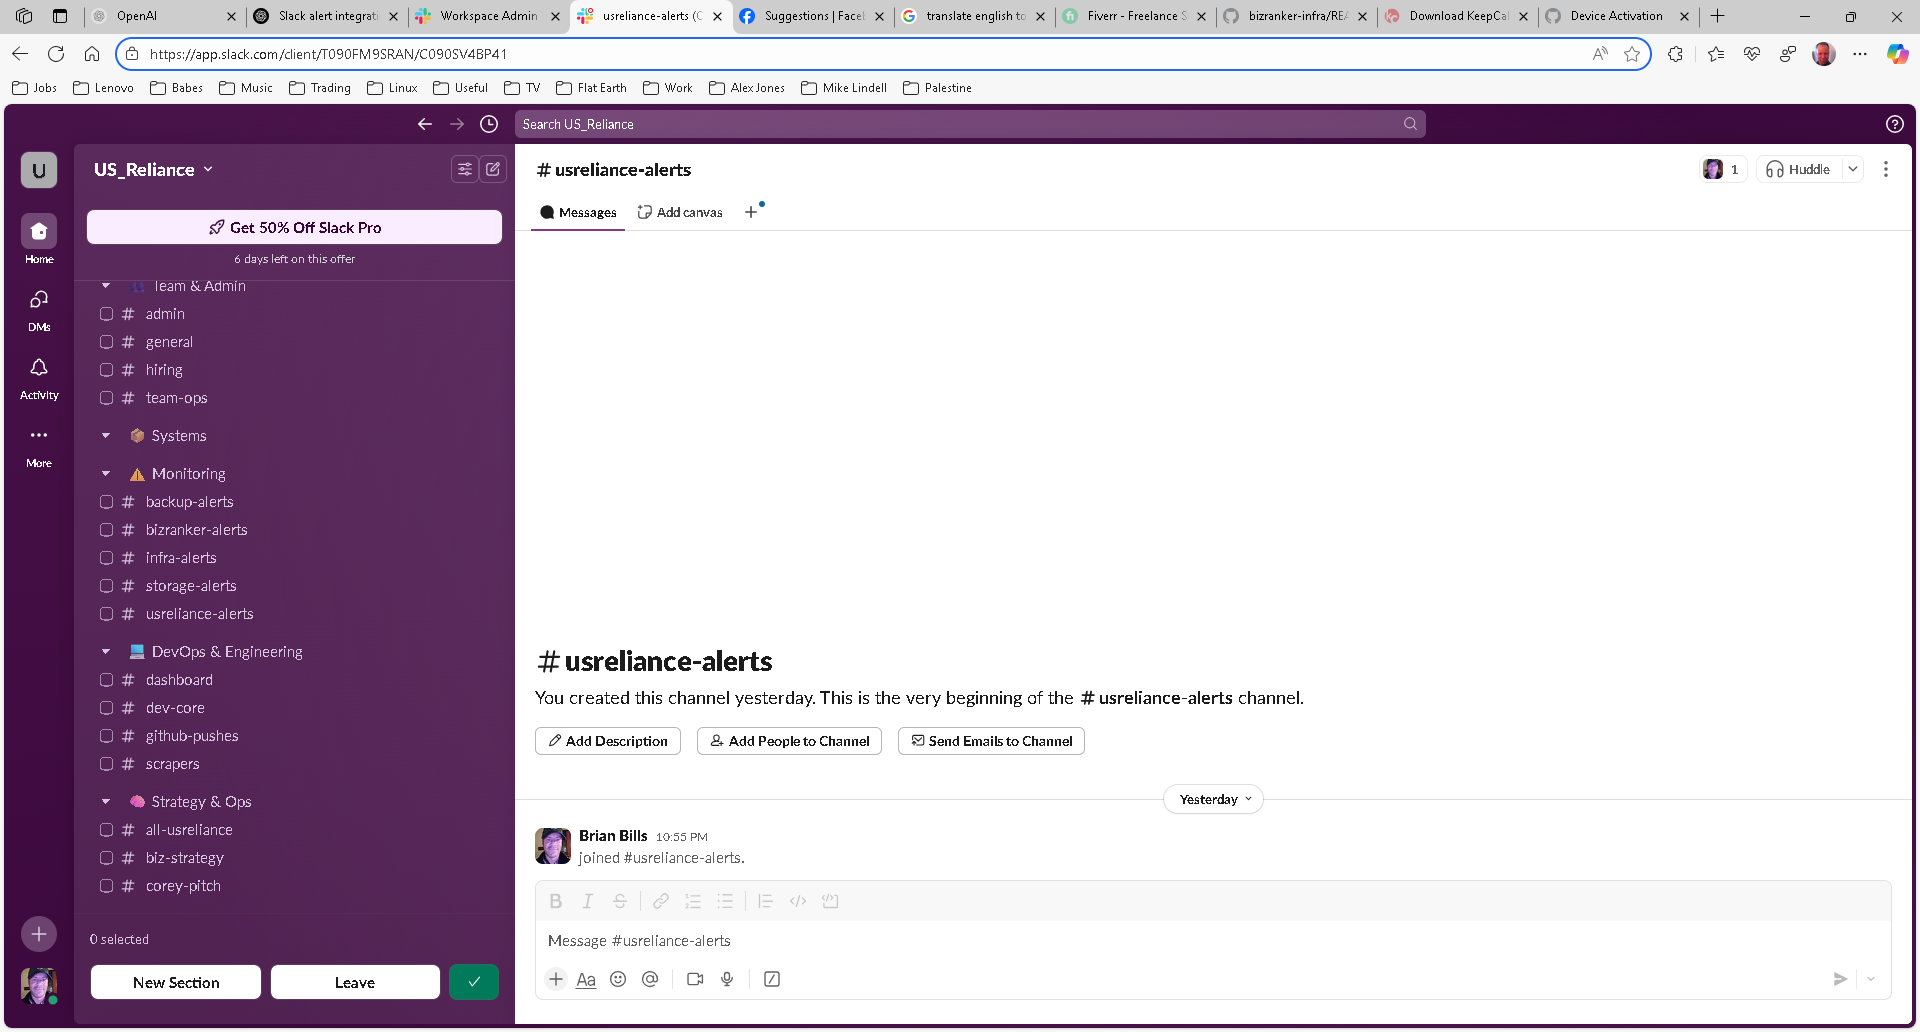 OpenAI
Slack alert integrati
Workspace Admin
usreliance-alerts (C
Suggestions | Faceb
translate english to
Fiverr - Freelance S
bizranker-infra/REA
Download KeepCal
Device Activation
https://app.slack.com/client/T090FM9SRAN/C090SV4BP41
Jobs
Lenovo
Babes
Music
Trading
Linux
Useful
TV
Flat Earth
Work
Alex Jones
Mike Lindell
Palestine
Search US_Reliance
U
Home
DMs
Activity
More
US_Reliance
Get 50% Off Slack Pro
6 days left on this offer
Team & Admin
# admin
# general
# hiring
# team-ops
Systems
Monitoring
# backup-alerts
# bizranker-alerts
# infra-alerts
# storage-alerts
# usreliance-alerts
DevOps & Engineering
# dashboard
# dev-core
# github-pushes
# scrapers
Strategy & Ops
# all-usreliance
# biz-strategy
# corey-pitch
0 selected
New Section
Leave
# usreliance-alerts
1
Huddle
Messages
Add canvas
# usreliance-alerts
You created this channel yesterday. This is the very beginning of the # usreliance-alerts channel.
Add Description
Add People to Channel
Send Emails to Channel
Yesterday
Brian Bills 10:55 PM
joined #usreliance-alerts.
Message #usreliance-alerts
Aa